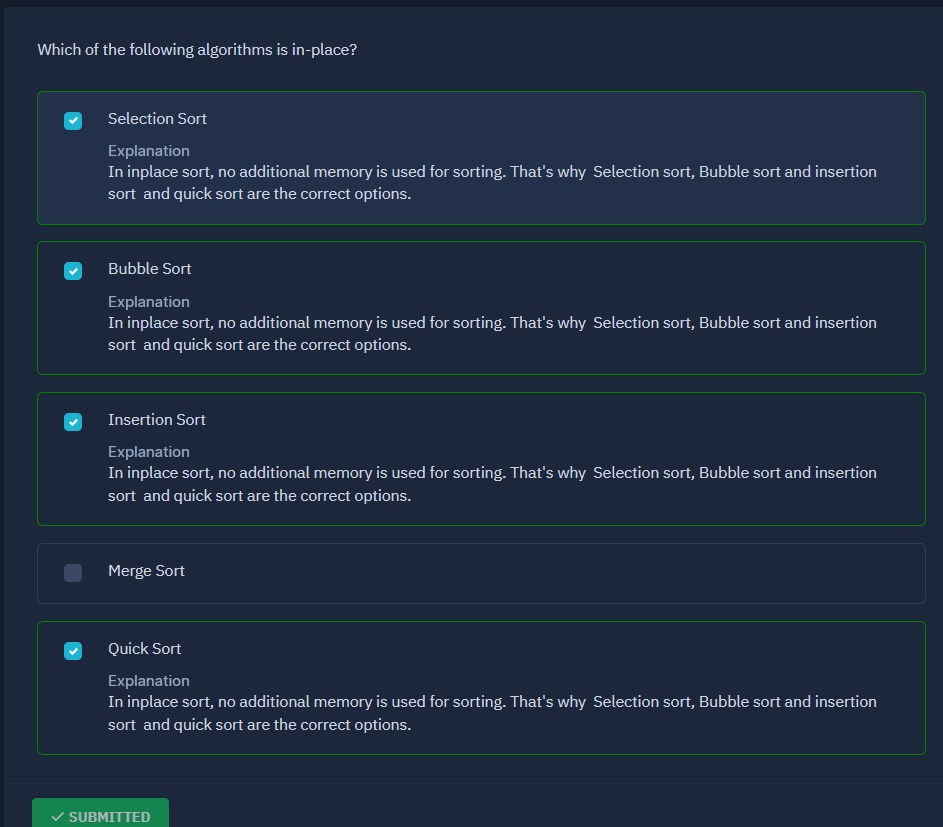 Which of the following algorithms is in-place?
Selection Sort
Explanation
In inplace sort, no additional memory is used for sorting. That's why  Selection sort, Bubble sort and insertion
sort  and quick sort are the correct options.
Bubble Sort
Explanation
In inplace sort, no additional memory is used for sorting. That's why  Selection sort, Bubble sort and insertion
sort  and quick sort are the correct options.
Insertion Sort
Explanation
In inplace sort, no additional memory is used for sorting. That's why  Selection sort, Bubble sort and insertion
sort  and quick sort are the correct options.
Merge Sort
Quick Sort
Explanation
In inplace sort, no additional memory is used for sorting. That's why  Selection sort, Bubble sort and insertion
sort  and quick sort are the correct options.
SUBMITTED